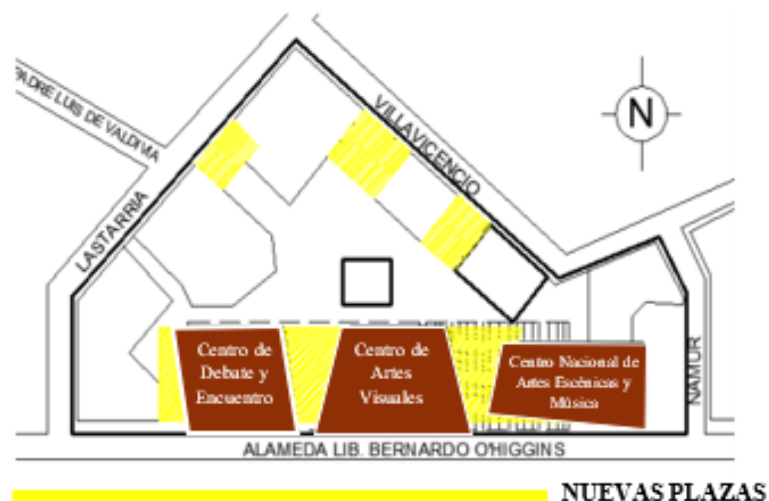 PADRE LUIS DE VALDIVIA
VILLAVICENCIO
N
LASTARRIA
Centro de
Debate y
Encuentro
Centro de
Artes
Visuales
Centro Nacional de
Artes Escénicas y
Música
NAMUR
ALAMEDA LIB. BERNARDO O'HIGGINS
NUEVAS PLAZAS